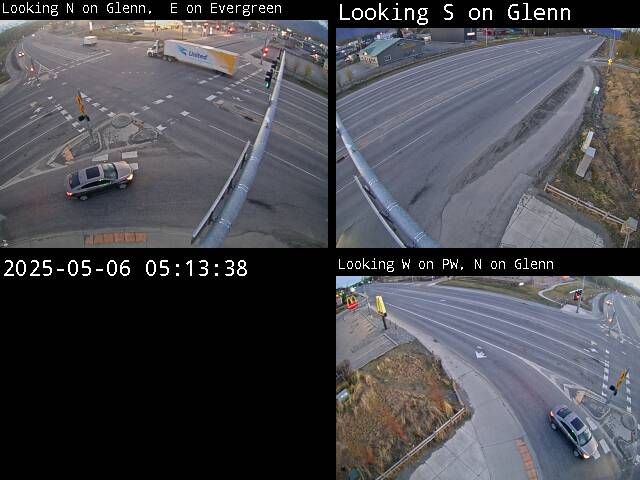 Looking N on Glenn, E on Evergreen
Looking S on Glenn
United
2025-05-06 05:13:38
Looking W on PW, N on Glenn